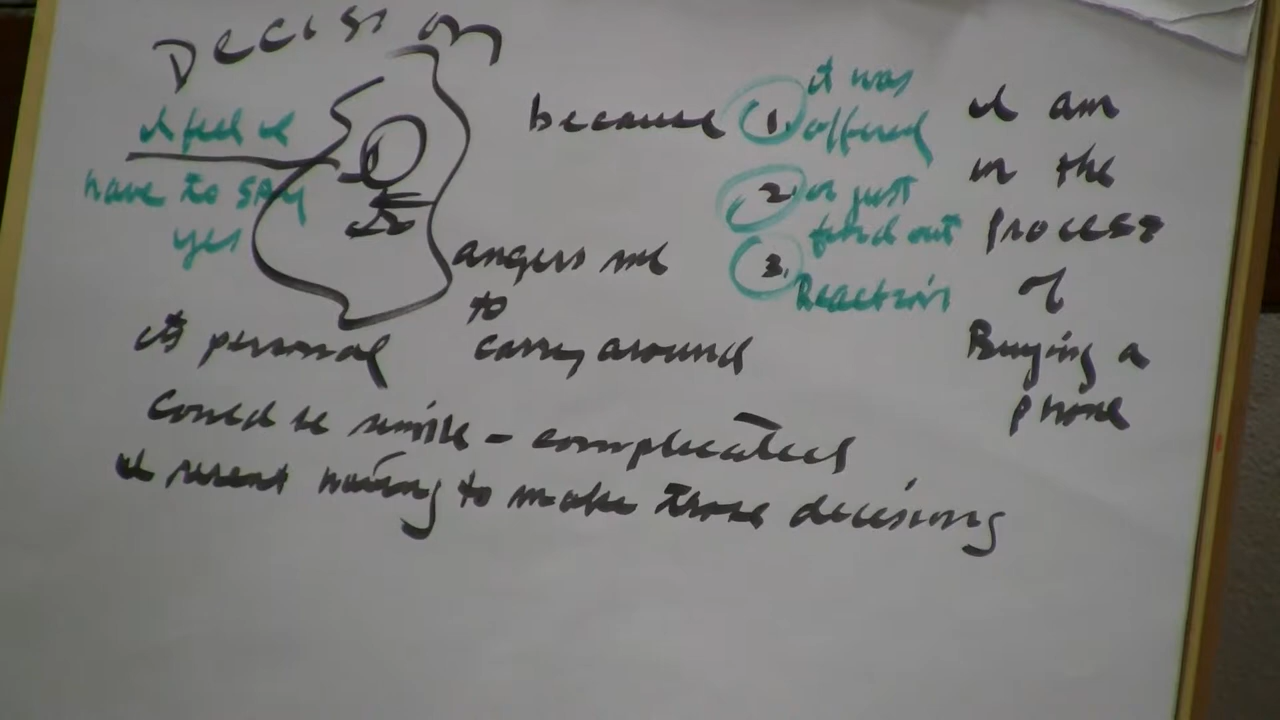 Decision
I feel I
have to say
yes
because 1. it was
offered
2. or just
find out
3. Reaction
I am
in the
process
of
Buying a
phone
angers me
to
carry around
its personal
Could be simple - complicated
I resent having to make those decisions